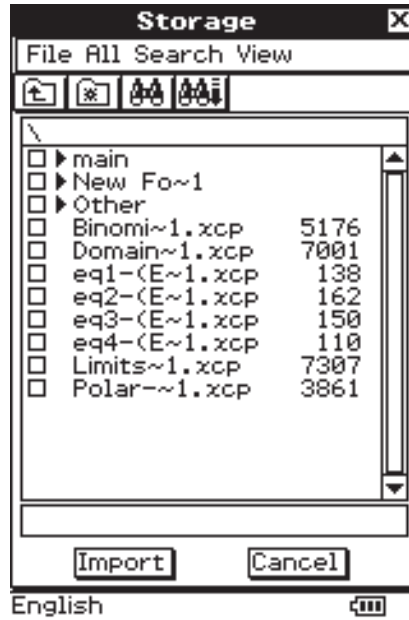 Storage
File All Search View
\
main
New Fo~1
Other
Binomi~1.xcp 5176
Domain~1.xcp 7001
eq1-(E~1.xcp 138
eq2-(E~1.xcp 162
eq3-(E~1.xcp 150
eq4-(E~1.xcp 110
Limits~1.xcp 7307
Polar-~1.xcp 3861
Import Cancel
English